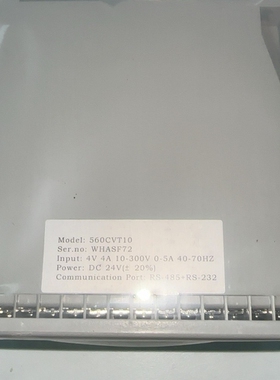 Model: 560CVT10
Ser.no: WHASF72
Input: 4V 4A 10-300V 0-5A 40-70HZ
Power: DC 24V(± 20%)
Communication Port: RS-485+RS-232